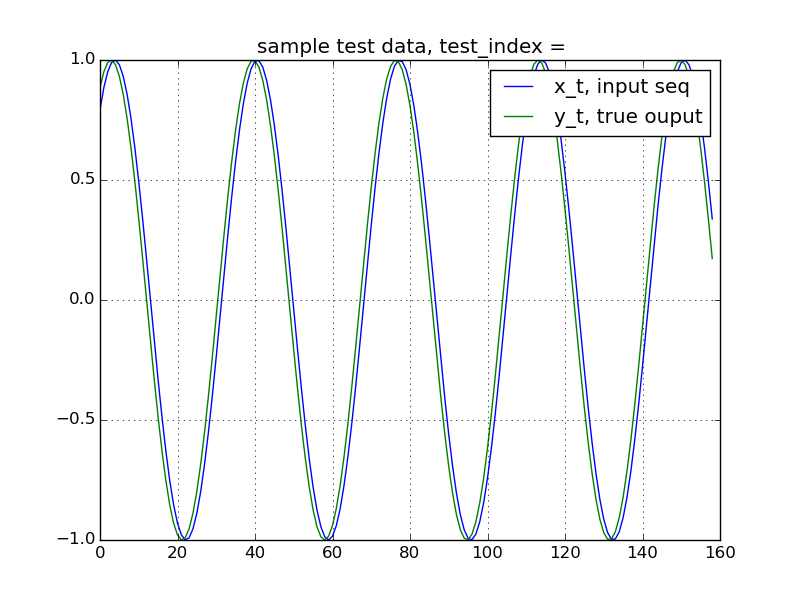 sample test data, test_index =
x_t, input seq
y_t, true ouput
1.0
0.5
0.0
−0.5
−1.0
0 20 40 60 80 100 120 140 160